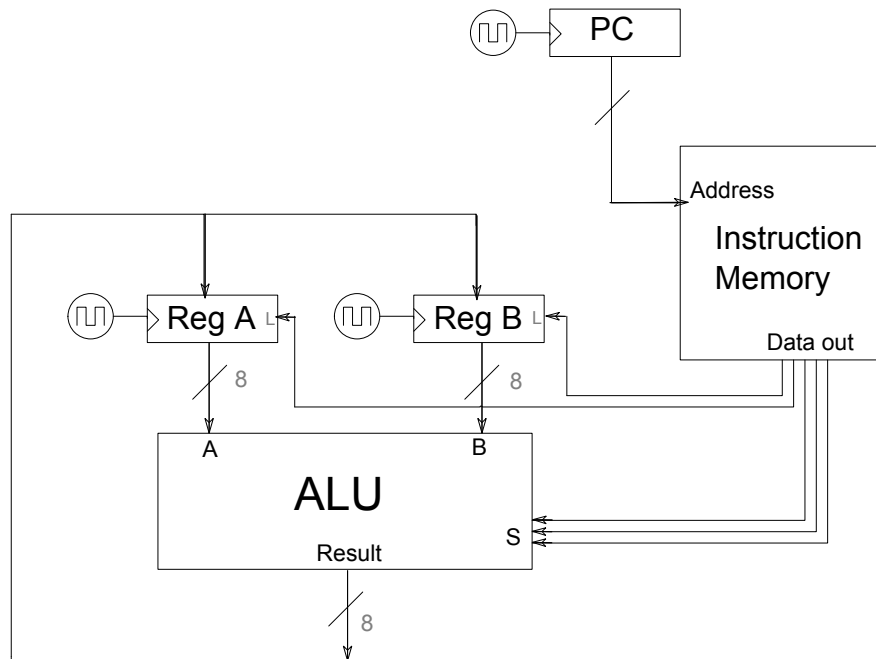 PC
Address
Instruction
Memory
Data out
Reg A
L
Reg B
L
8
8
A
B
ALU
S
Result
8